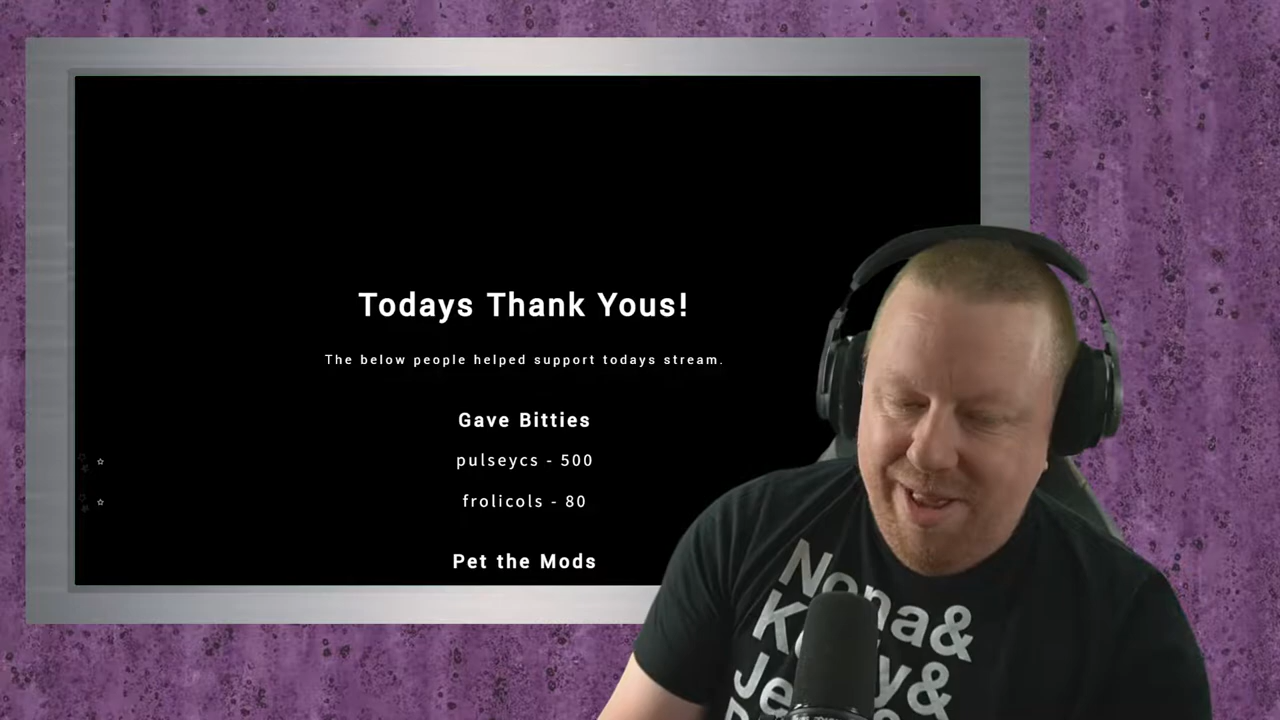 Todays Thank Yous!
The below people helped support todays stream.
Gave Bitties
pulseycs - 500
frolicols - 80
Pet the Mods